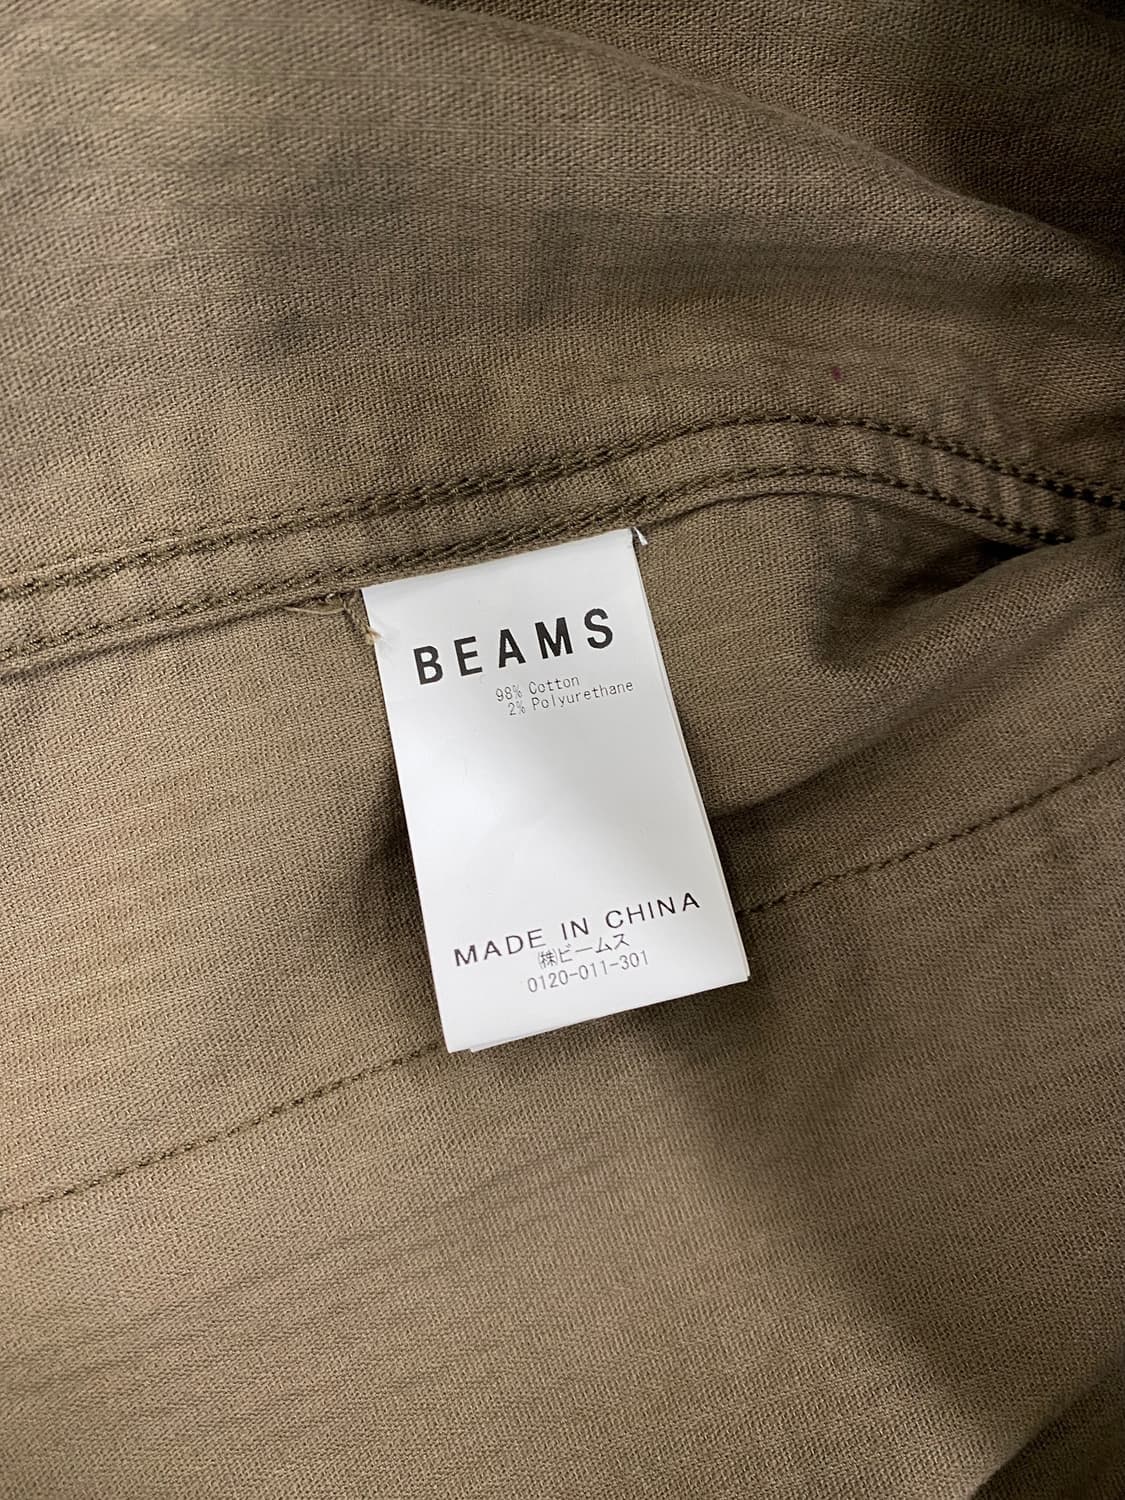 BEAMS
98% Cotton
2% Polyurethane
MADE IN CHINA
㈱ビームス
0120-011-301